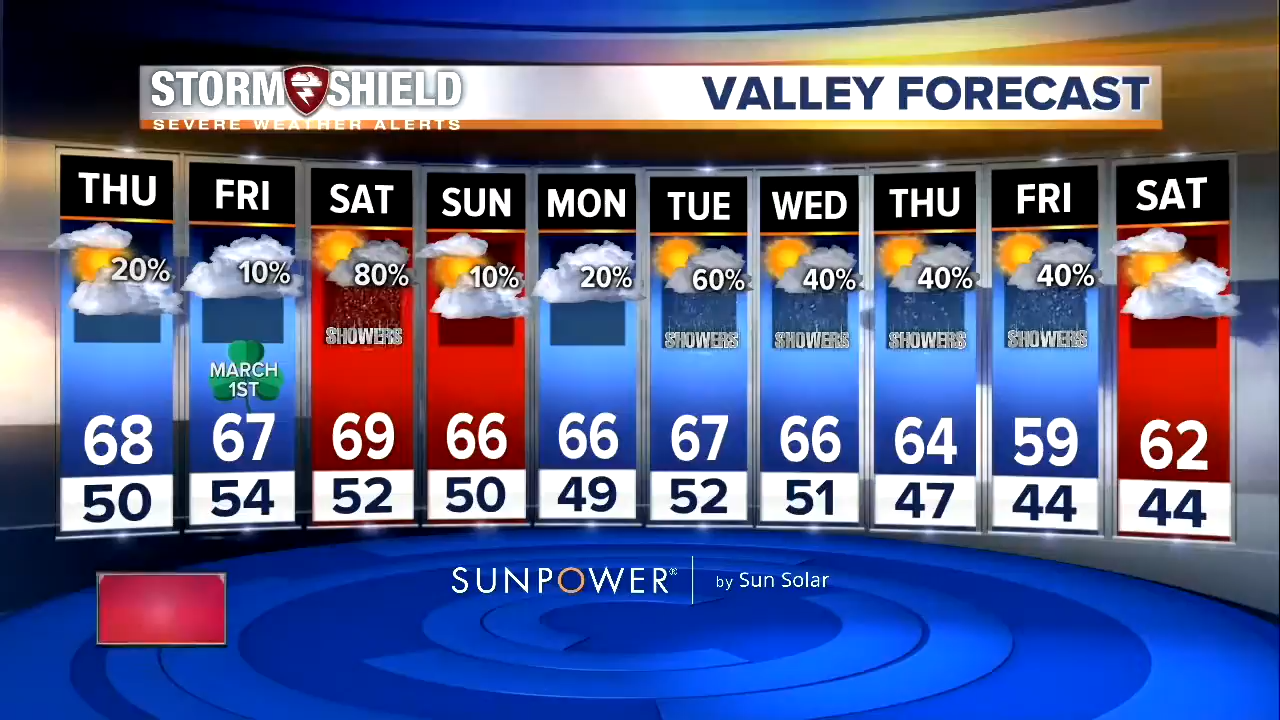 STORM SHIELD
SEVERE WEATHER ALERTS
VALLEY FORECAST
THU FRI SAT SUN MON TUE WED THU FRI SAT
20% 10% 80% 10% 20% 60% 40% 40% 40%
SHOWERS SHOWERS SHOWERS SHOWERS SHOWERS
MARCH
1ST
68 67 69 66 66 67 66 64 59 62
50 54 52 50 49 52 51 47 44 44
SUNPOWER® by Sun Solar